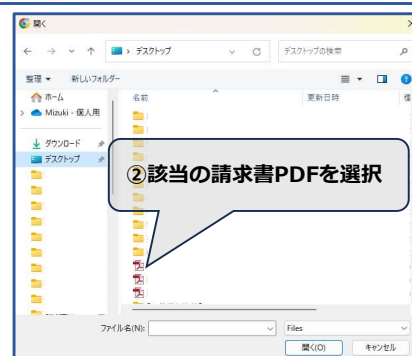 開く
デスクトップ
デスクトップの検索
整理 新しいフォルダー
ホーム
Mizuki - 個人用
ダウンロード
デスクトップ
名前 更新日時 種
②該当の請求書PDFを選択
ファイル名(N): Files
開く(O) キャンセル